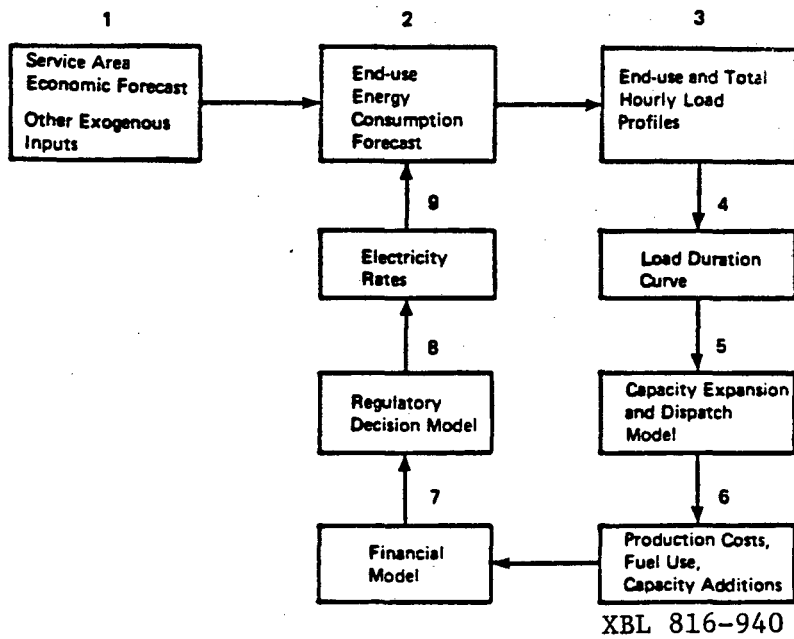 1
2
3
Service Area
Economic Forecast
Other Exogenous
Inputs
End-use
Energy
Consumption
Forecast
End-use and Total
Hourly Load
Profiles
9
4
Electricity
Rates
Load Duration
Curve
8
5
Regulatory
Decision Model
Capacity Expansion
and Dispatch
Model
7
6
Financial
Model
Production Costs,
Fuel Use,
Capacity Additions
XBL 816-940